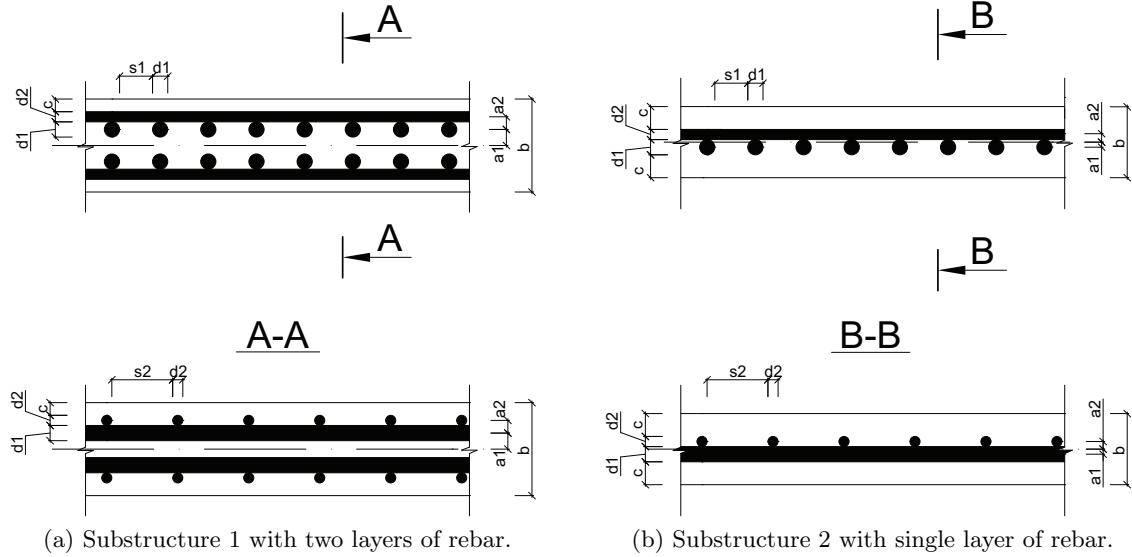 A
B
s1 d1
s1 d1
d2
c
d1
a2
a1
b
d2
c
d1
c
a2
a1
b
A
B
A-A
B-B
s2 d2
s2 d2
d2
c
d1
a2
a1
b
d2
c
d1
c
a2
a1
b
(a) Substructure 1 with two layers of rebar.
(b) Substructure 2 with single layer of rebar.